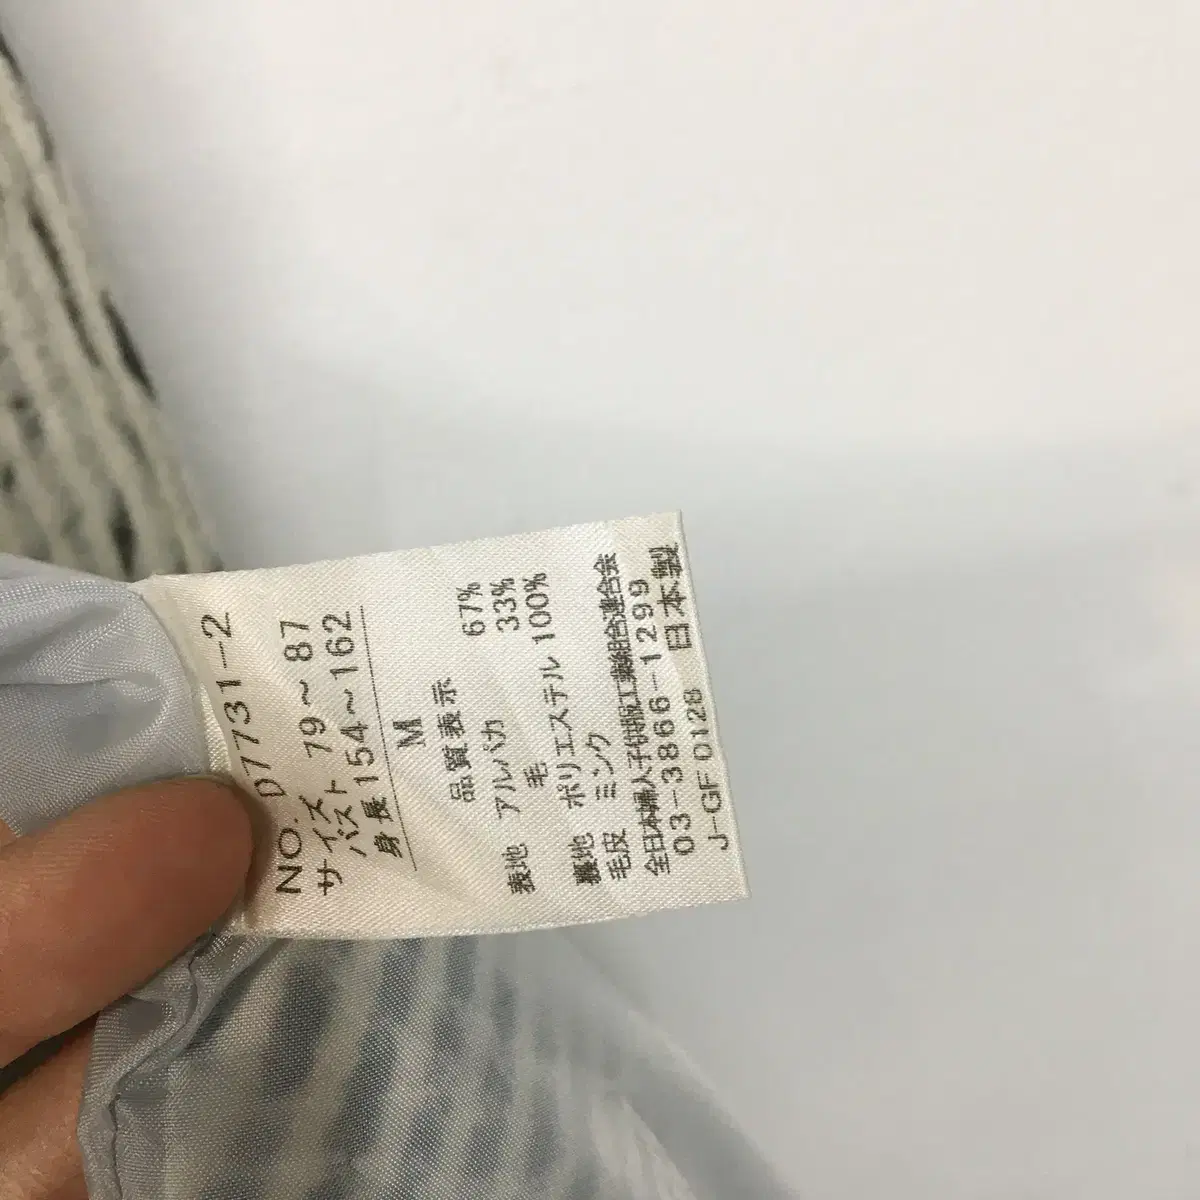 NO. D7731-2
サイズ
バスト 79〜87
身長 154〜162
M
品質表示
表地 アルパカ 67%
毛 33%
裏地 ポリエステル 100%
毛皮 ミンク
全日本婦人子供服工業組合連合会
03-3866-1299
J-GF 0128 日本製